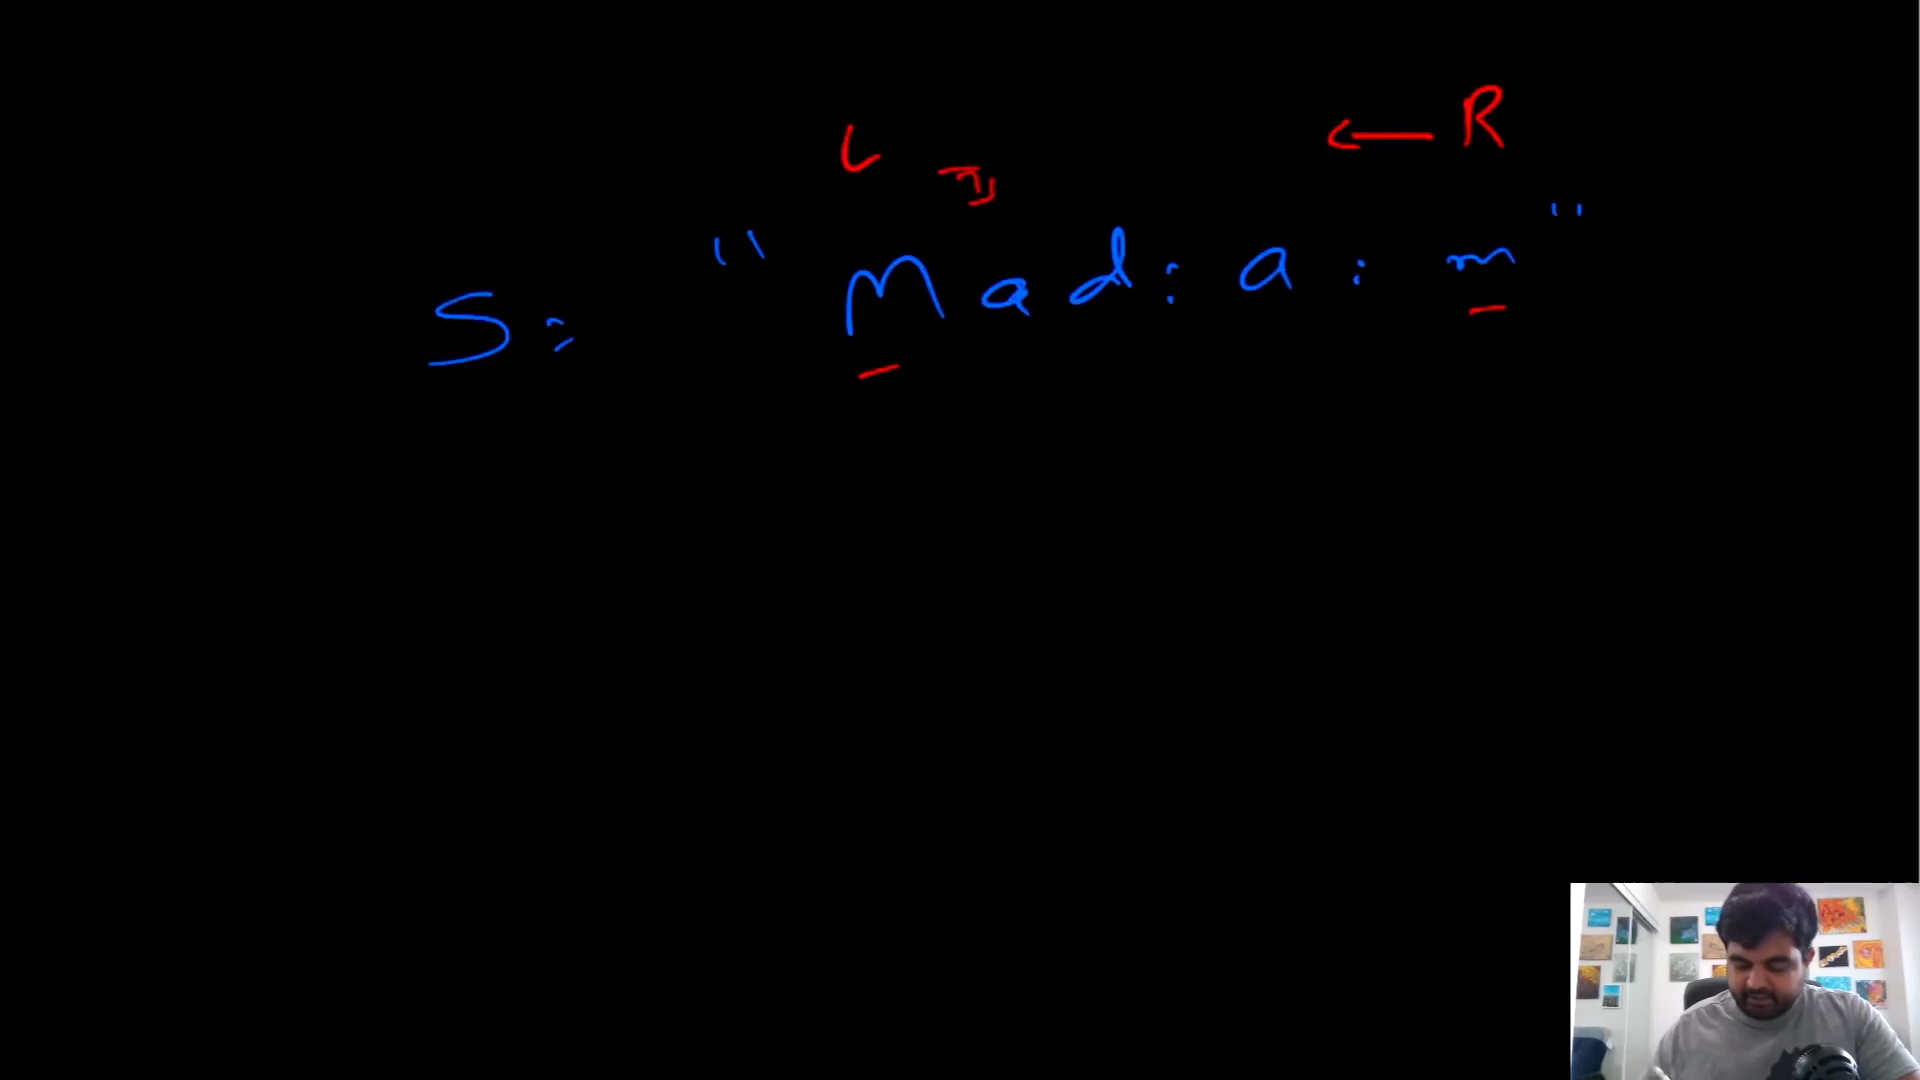 L → ← R
S = "Mad:a:m"